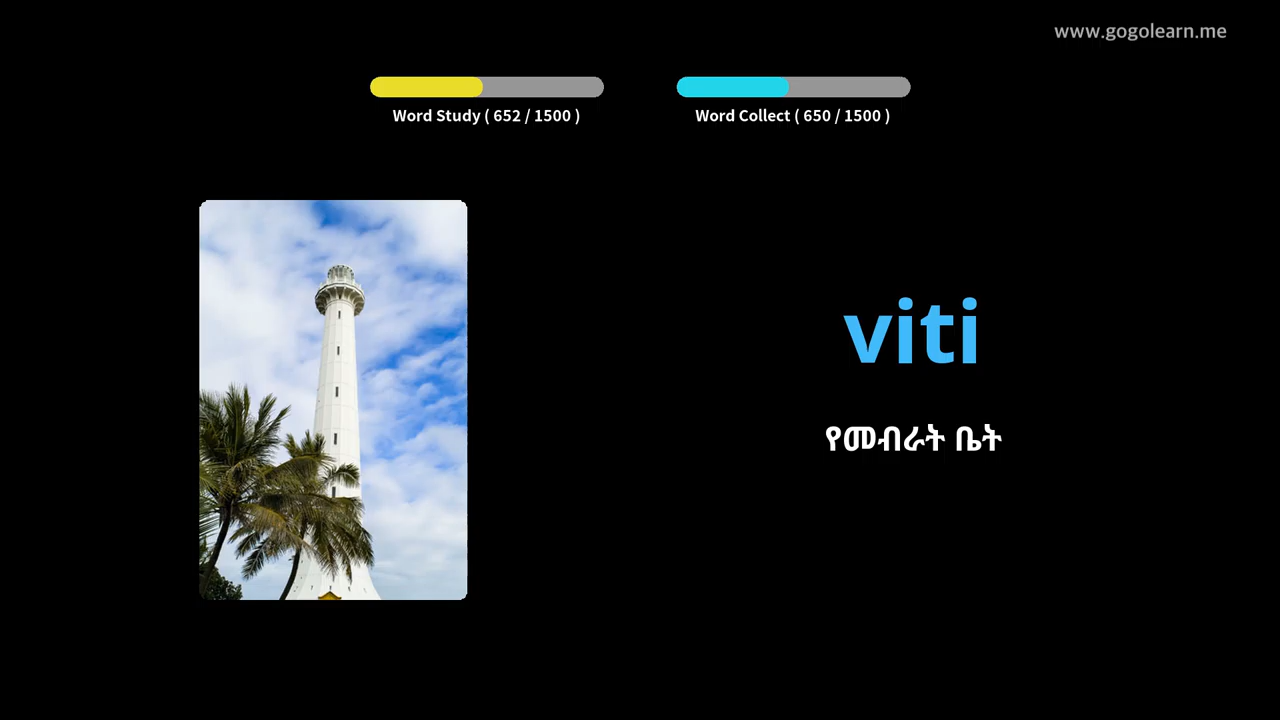 www.gogolearn.me
Word Study ( 652 / 1500 )
Word Collect ( 650 / 1500 )
viti
የመብራት ቤት